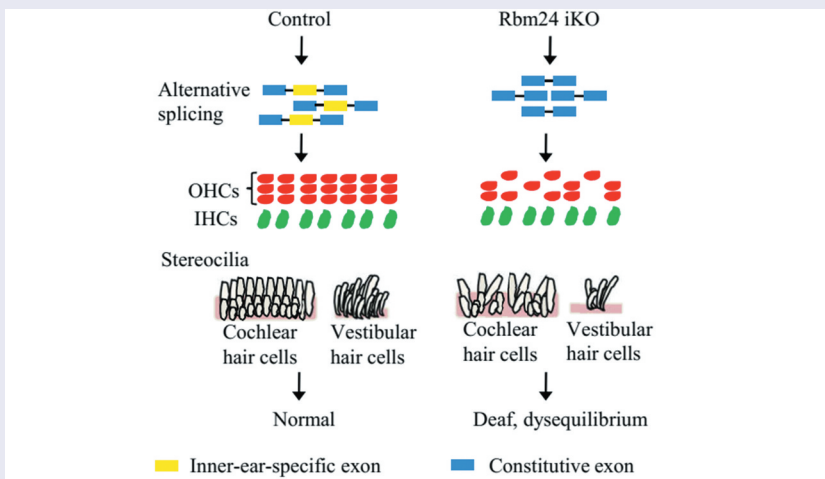 Control
Rbm24 iKO
Alternative
splicing
OHCs
IHCs
Stereocilia
Cochlear
hair cells
Vestibular
hair cells
Cochlear
hair cells
Vestibular
hair cells
Normal
Deaf, dysequilibrium
Inner-ear-specific exon
Constitutive exon